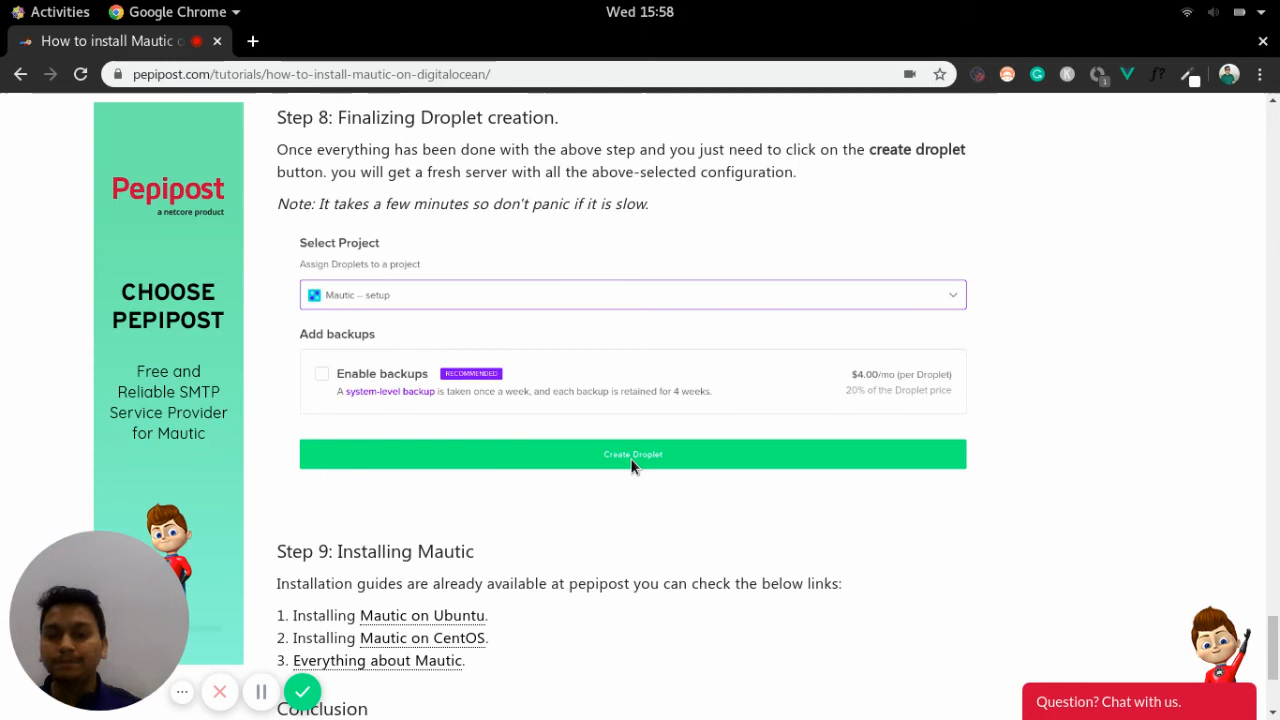 Activities
Google Chrome
Wed 15:58
How to install Mautic
pepipost.com/tutorials/how-to-install-mautic-on-digitalocean/
Pepipost
a netcore product
CHOOSE
PEPIPOST
Free and
Reliable SMTP
Service Provider
for Mautic
Step 8: Finalizing Droplet creation.
Once everything has been done with the above step and you just need to click on the create droplet
button. you will get a fresh server with all the above-selected configuration.
Note: It takes a few minutes so don't panic if it is slow.
Select Project
Assign Droplets to a project
Mautic -- setup
Add backups
Enable backups RECOMMENDED $4.00/mo (per Droplet)
A system-level backup is taken once a week, and each backup is retained for 4 weeks. 20% of the Droplet price
Create Droplet
Step 9: Installing Mautic
Installation guides are already available at pepipost you can check the below links:
1. Installing Mautic on Ubuntu.
2. Installing Mautic on CentOS.
3. Everything about Mautic.
Conclusion
Question? Chat with us.